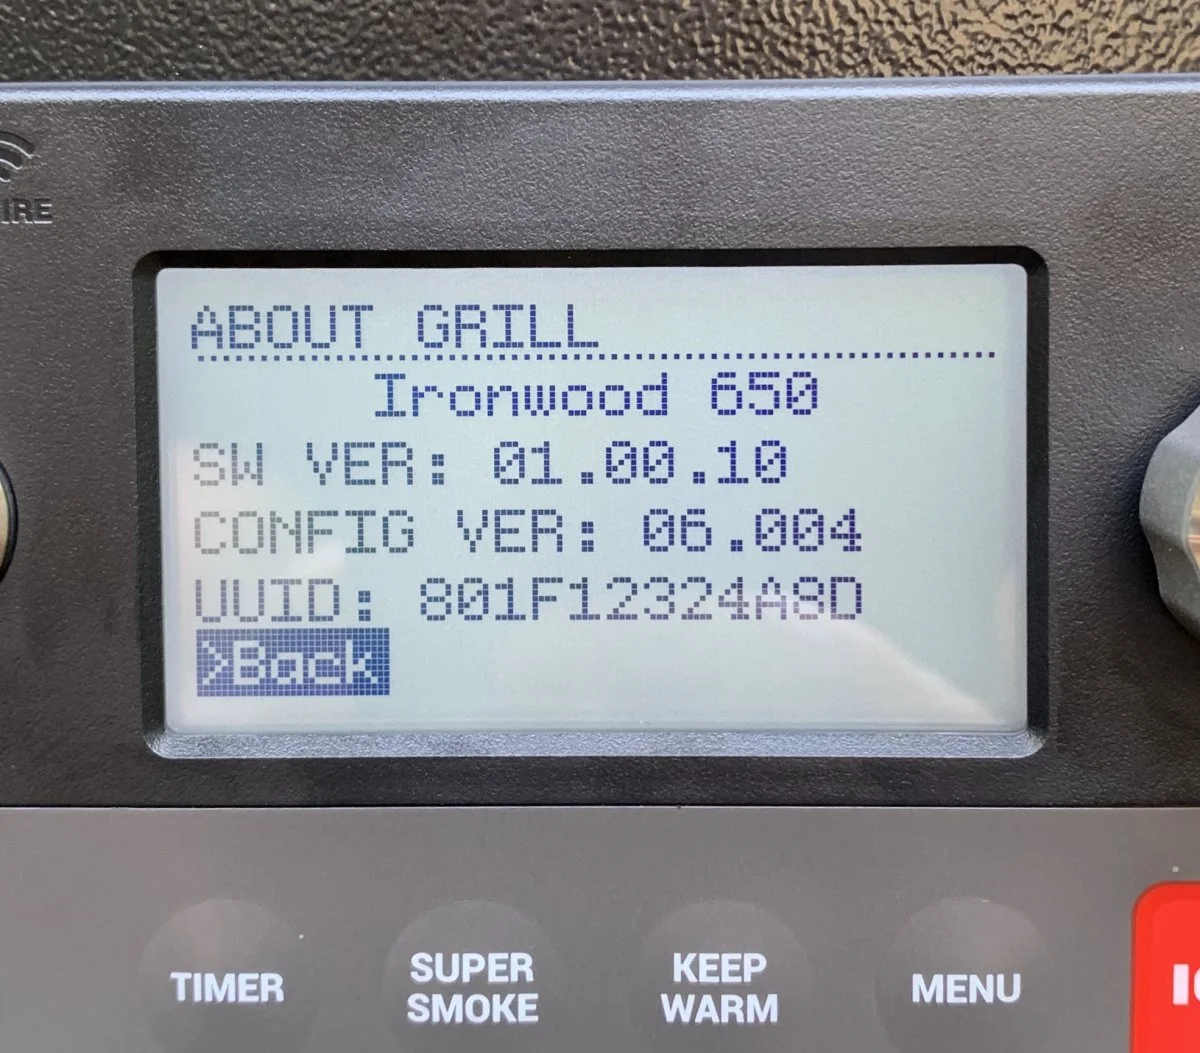 IRE
ABOUT GRILL
Ironwood 650
SW VER: 01.00.10
CONFIG VER: 06.004
UUID: 801F12324A8D
>Back
TIMER
SUPER
SMOKE
KEEP
WARM
MENU